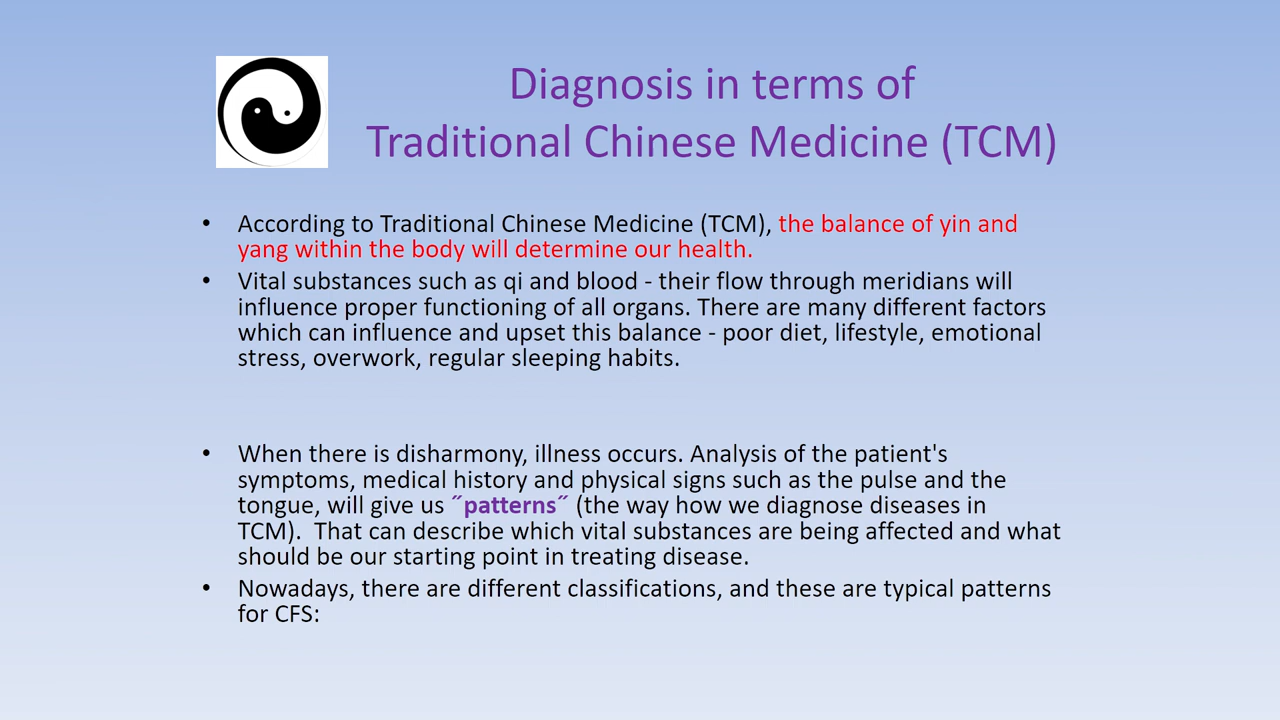 Diagnosis in terms of
Traditional Chinese Medicine (TCM)
• According to Traditional Chinese Medicine (TCM), the balance of yin and
yang within the body will determine our health.
• Vital substances such as qi and blood - their flow through meridians will
influence proper functioning of all organs. There are many different factors
which can influence and upset this balance - poor diet, lifestyle, emotional
stress, overwork, regular sleeping habits.
• When there is disharmony, illness occurs. Analysis of the patient's
symptoms, medical history and physical signs such as the pulse and the
tongue, will give us ˝patterns˝ (the way how we diagnose diseases in
TCM).  That can describe which vital substances are being affected and what
should be our starting point in treating disease.
• Nowadays, there are different classifications, and these are typical patterns
for CFS: